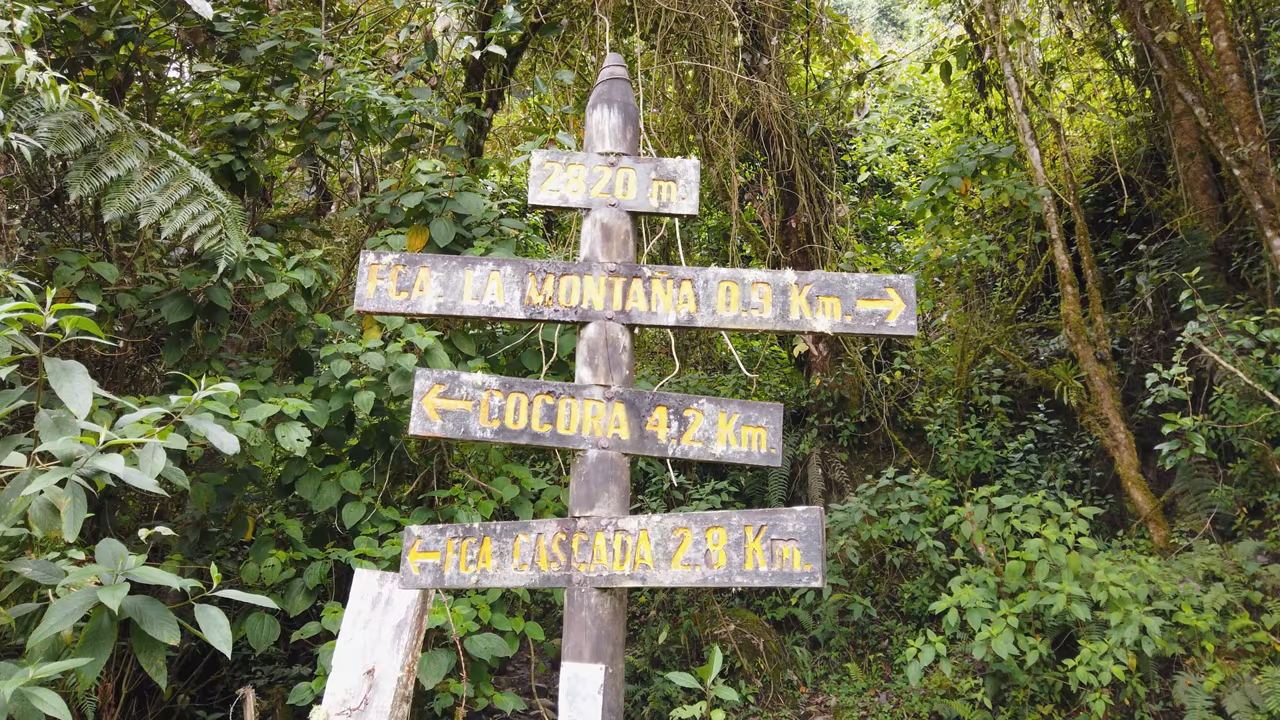 2820 m.
FCA. LA MONTAÑA 0.9 Km. →
← COCORA 4.2 Km.
← FCA. CASCADA 2.8 Km.